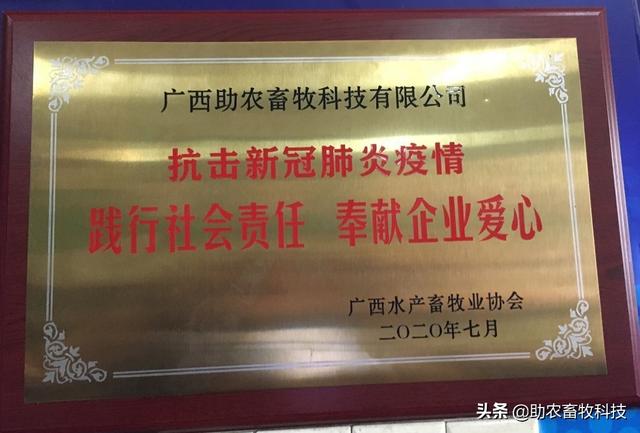 广西助农畜牧科技有限公司
抗击新冠肺炎疫情
践行社会责任 奉献企业爱心
广西水产畜牧业协会
二〇二〇年七月
头条 @助农畜牧科技